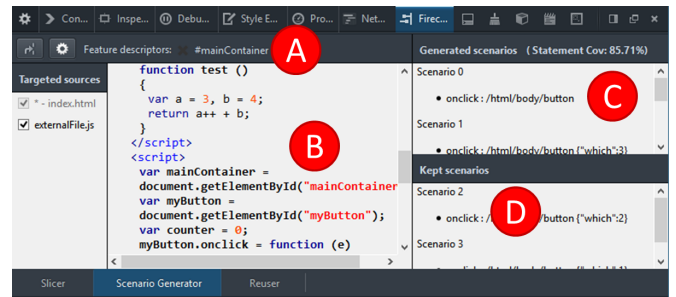 Con... Inspe... Debu... Style E... Pro... Net... Firec...
Feature descriptors: #mainContainer A
Generated scenarios ( Statement Cov: 85.71%)
Targeted sources
* - index.html
externalFile.js
function test ()
{
var a = 3, b = 4;
return a++ + b;
}
</script>
<script>
var mainContainer =
document.getElementById("mainContainer
var myButton =
document.getElementById("myButton");
var counter = 0;
myButton.onclick = function (e)
B
Scenario 0
onclick : /html/body/button
C
Scenario 1
onclick : /html/body/button {"which":3}
Kept scenarios
Scenario 2
onclick : /html/body/button {"which":2}
D
Scenario 3
Slicer Scenario Generator Reuser